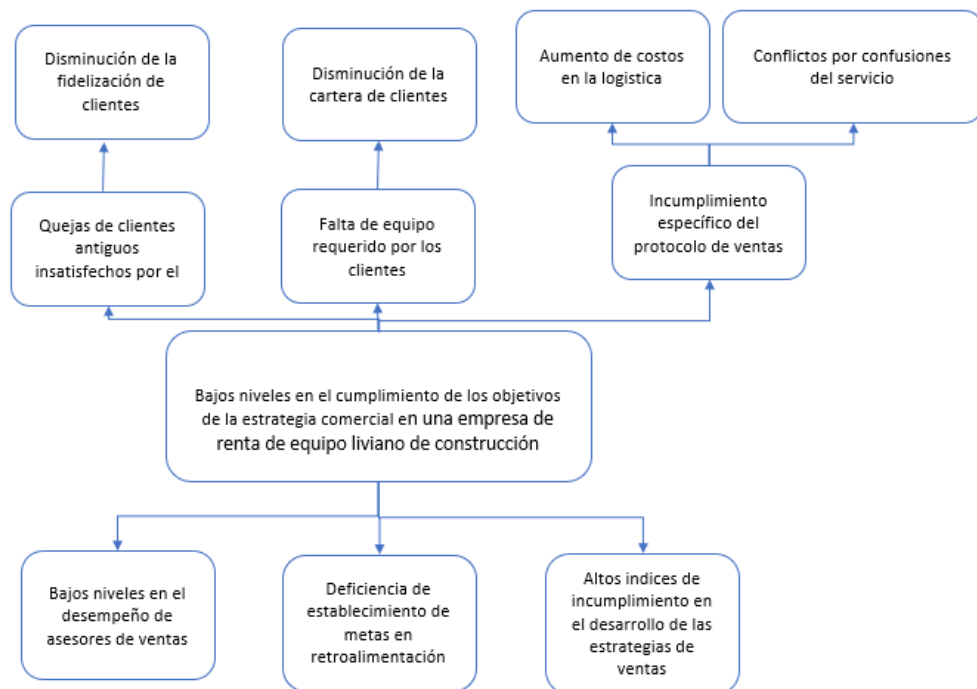 Disminución de la
fidelización de
clientes
Disminución de la
cartera de clientes
Aumento de costos
en la logistica
Conflictos por confusiones
del servicio
Quejas de clientes
antiguos
insatisfechos por el
Falta de equipo
requerido por los
clientes
Incumplimiento
específico del
protocolo de ventas
Bajos niveles en el cumplimiento de los objetivos
de la estrategia comercial en una empresa de
renta de equipo liviano de construcción
Bajos niveles en el
desempeño de
asesores de ventas
Deficiencia de
establecimiento de
metas en
retroalimentación
Altos indices de
incumplimiento en
el desarrollo de las
estrategias de
ventas